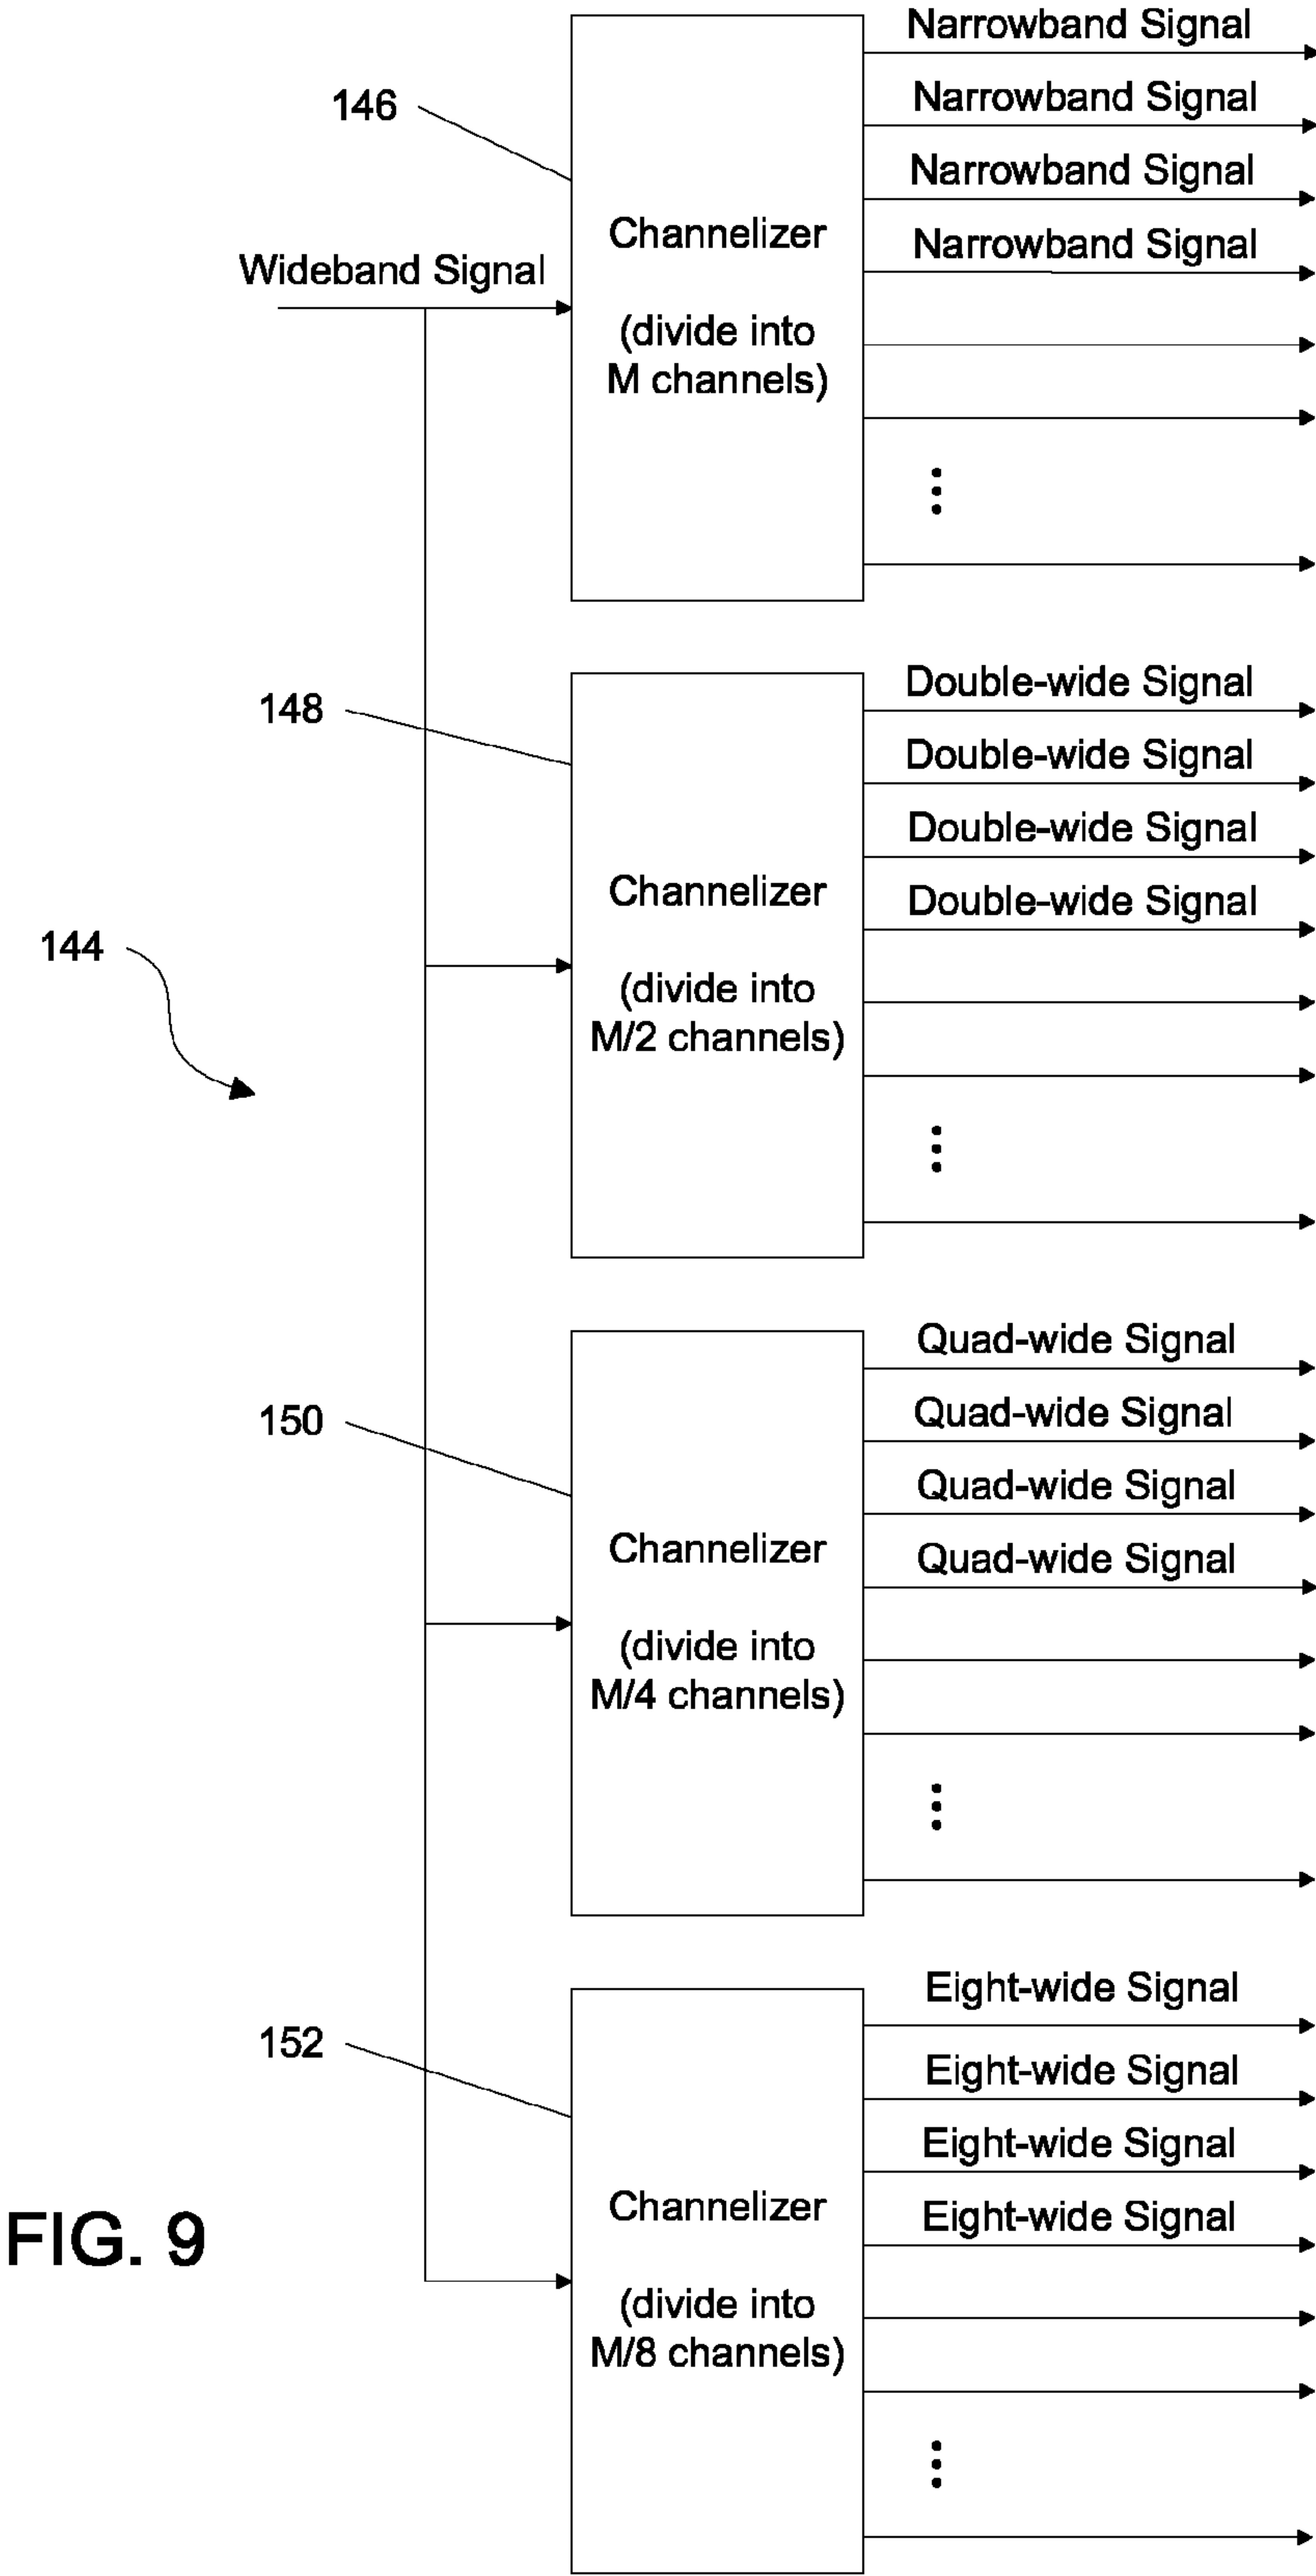 Narrowband Signal
146
Narrowband Signal
Narrowband Signal
Channelizer
Narrowband Signal
Wideband Signal
(divide into
M channels)
Double-wide Signal
148
Double-wide Signal
Double-wide Signal
Channelizer
Double-wide Signal
144
(divide into
M/2 channels)
Quad-wide Signal
150
Quad-wide Signal
Quad-wide Signal
Channelizer
Quad-wide Signal
(divide into
M/4 channels)
Eight-wide Signal
152
Eight-wide Signal
Eight-wide Signal
Channelizer
Eight-wide Signal
FIG. 9
(divide into
M/8 channels)